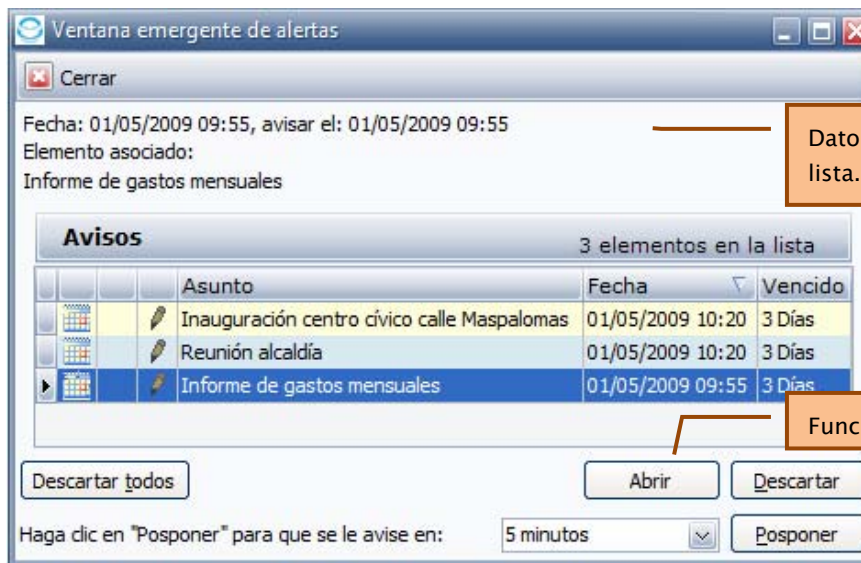 Ventana emergente de alertas
Cerrar
Fecha: 01/05/2009 09:55, avisar el: 01/05/2009 09:55
Elemento asociado:
Informe de gastos mensuales
Dato
lista.
Avisos 3 elementos en la lista
Asunto Fecha Vencido
Inauguración centro cívico calle Maspalomas 01/05/2009 10:20 3 Días
Reunión alcaldía 01/05/2009 10:20 3 Días
Informe de gastos mensuales 01/05/2009 09:55 3 Días
Func
Descartar todos Abrir Descartar
Haga clic en "Posponer" para que se le avise en: 5 minutos Posponer